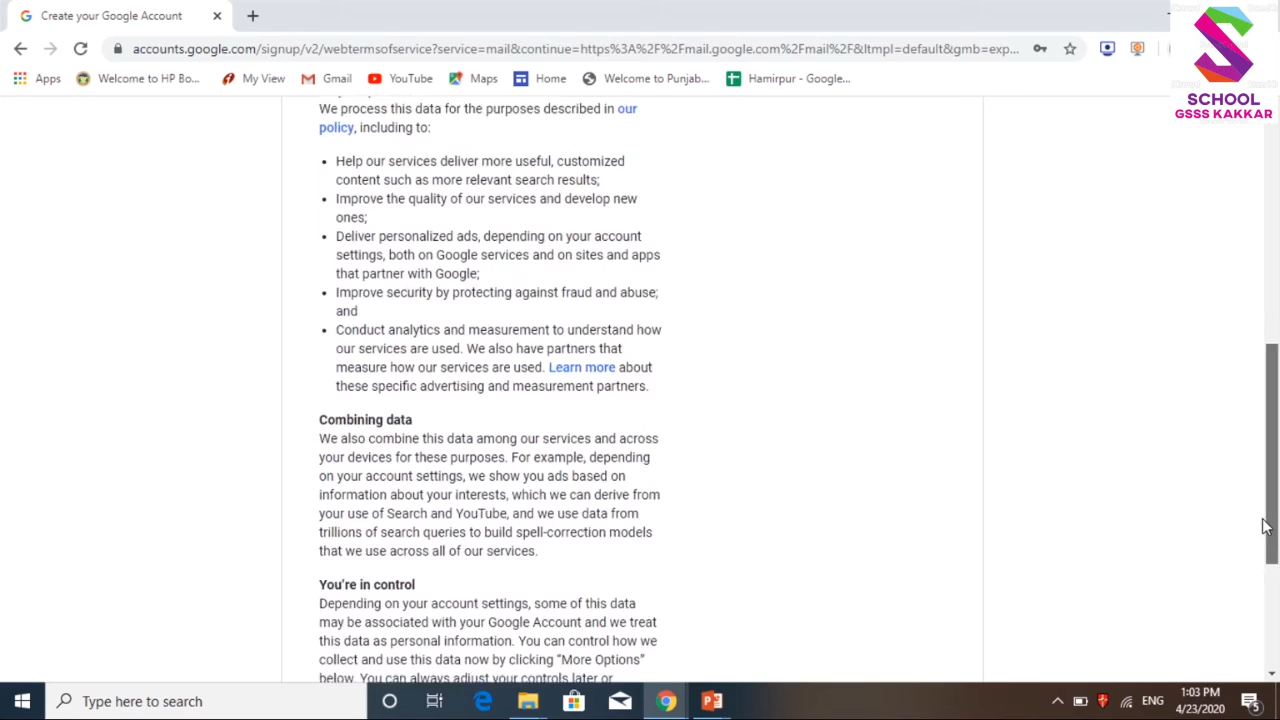 Create your Google Account
accounts.google.com/signup/v2/webtermsofservice?service=mail&continue=https%3A%2F%2Fmail.google.com%2Fmail%2F&ltmpl=default&gmb=exp...
Apps Welcome to HP Bo... My View Gmail YouTube Maps Home Welcome to Punjab... Hamirpur - Google...
SCHOOL
GSSS KAKKAR
We process this data for the purposes described in our
policy, including to:
• Help our services deliver more useful, customized
content such as more relevant search results;
• Improve the quality of our services and develop new
ones;
• Deliver personalized ads, depending on your account
settings, both on Google services and on sites and apps
that partner with Google;
• Improve security by protecting against fraud and abuse;
and
• Conduct analytics and measurement to understand how
our services are used. We also have partners that
measure how our services are used. Learn more about
these specific advertising and measurement partners.
Combining data
We also combine this data among our services and across
your devices for these purposes. For example, depending
on your account settings, we show you ads based on
information about your interests, which we can derive from
your use of Search and YouTube, and we use data from
trillions of search queries to build spell-correction models
that we use across all of our services.
You're in control
Depending on your account settings, some of this data
may be associated with your Google Account and we treat
this data as personal information. You can control how we
collect and use this data now by clicking “More Options”
below. You can always adjust your controls later or
Type here to search
ENG
1:03 PM
4/23/2020
5